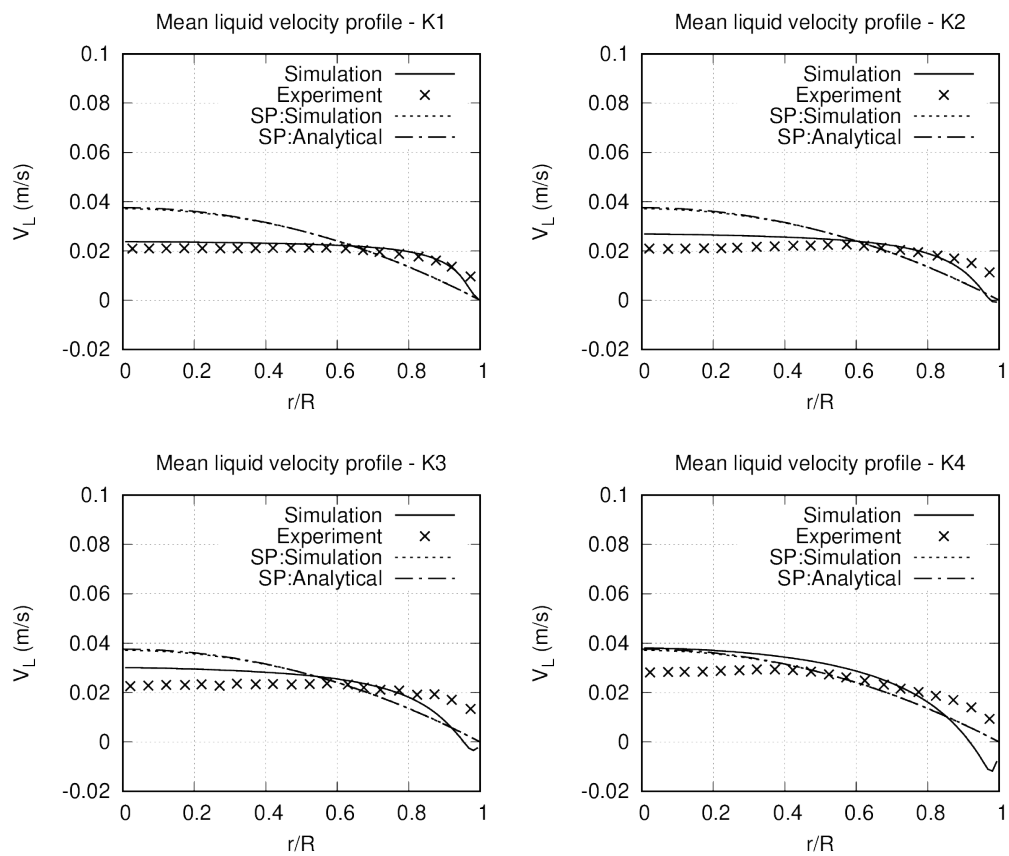 Mean liquid velocity profile - K1
0.1
0.08
0.06
0.04
0.02
0
-0.02
V_L (m/s)
Simulation
Experiment
SP:Simulation
SP:Analytical
0 0.2 0.4 0.6 0.8 1
r/R
Mean liquid velocity profile - K2
0.1
0.08
0.06
0.04
0.02
0
-0.02
V_L (m/s)
Simulation
Experiment
SP:Simulation
SP:Analytical
0 0.2 0.4 0.6 0.8 1
r/R
Mean liquid velocity profile - K3
0.1
0.08
0.06
0.04
0.02
0
-0.02
V_L (m/s)
Simulation
Experiment
SP:Simulation
SP:Analytical
0 0.2 0.4 0.6 0.8 1
r/R
Mean liquid velocity profile - K4
0.1
0.08
0.06
0.04
0.02
0
-0.02
V_L (m/s)
Simulation
Experiment
SP:Simulation
SP:Analytical
0 0.2 0.4 0.6 0.8 1
r/R